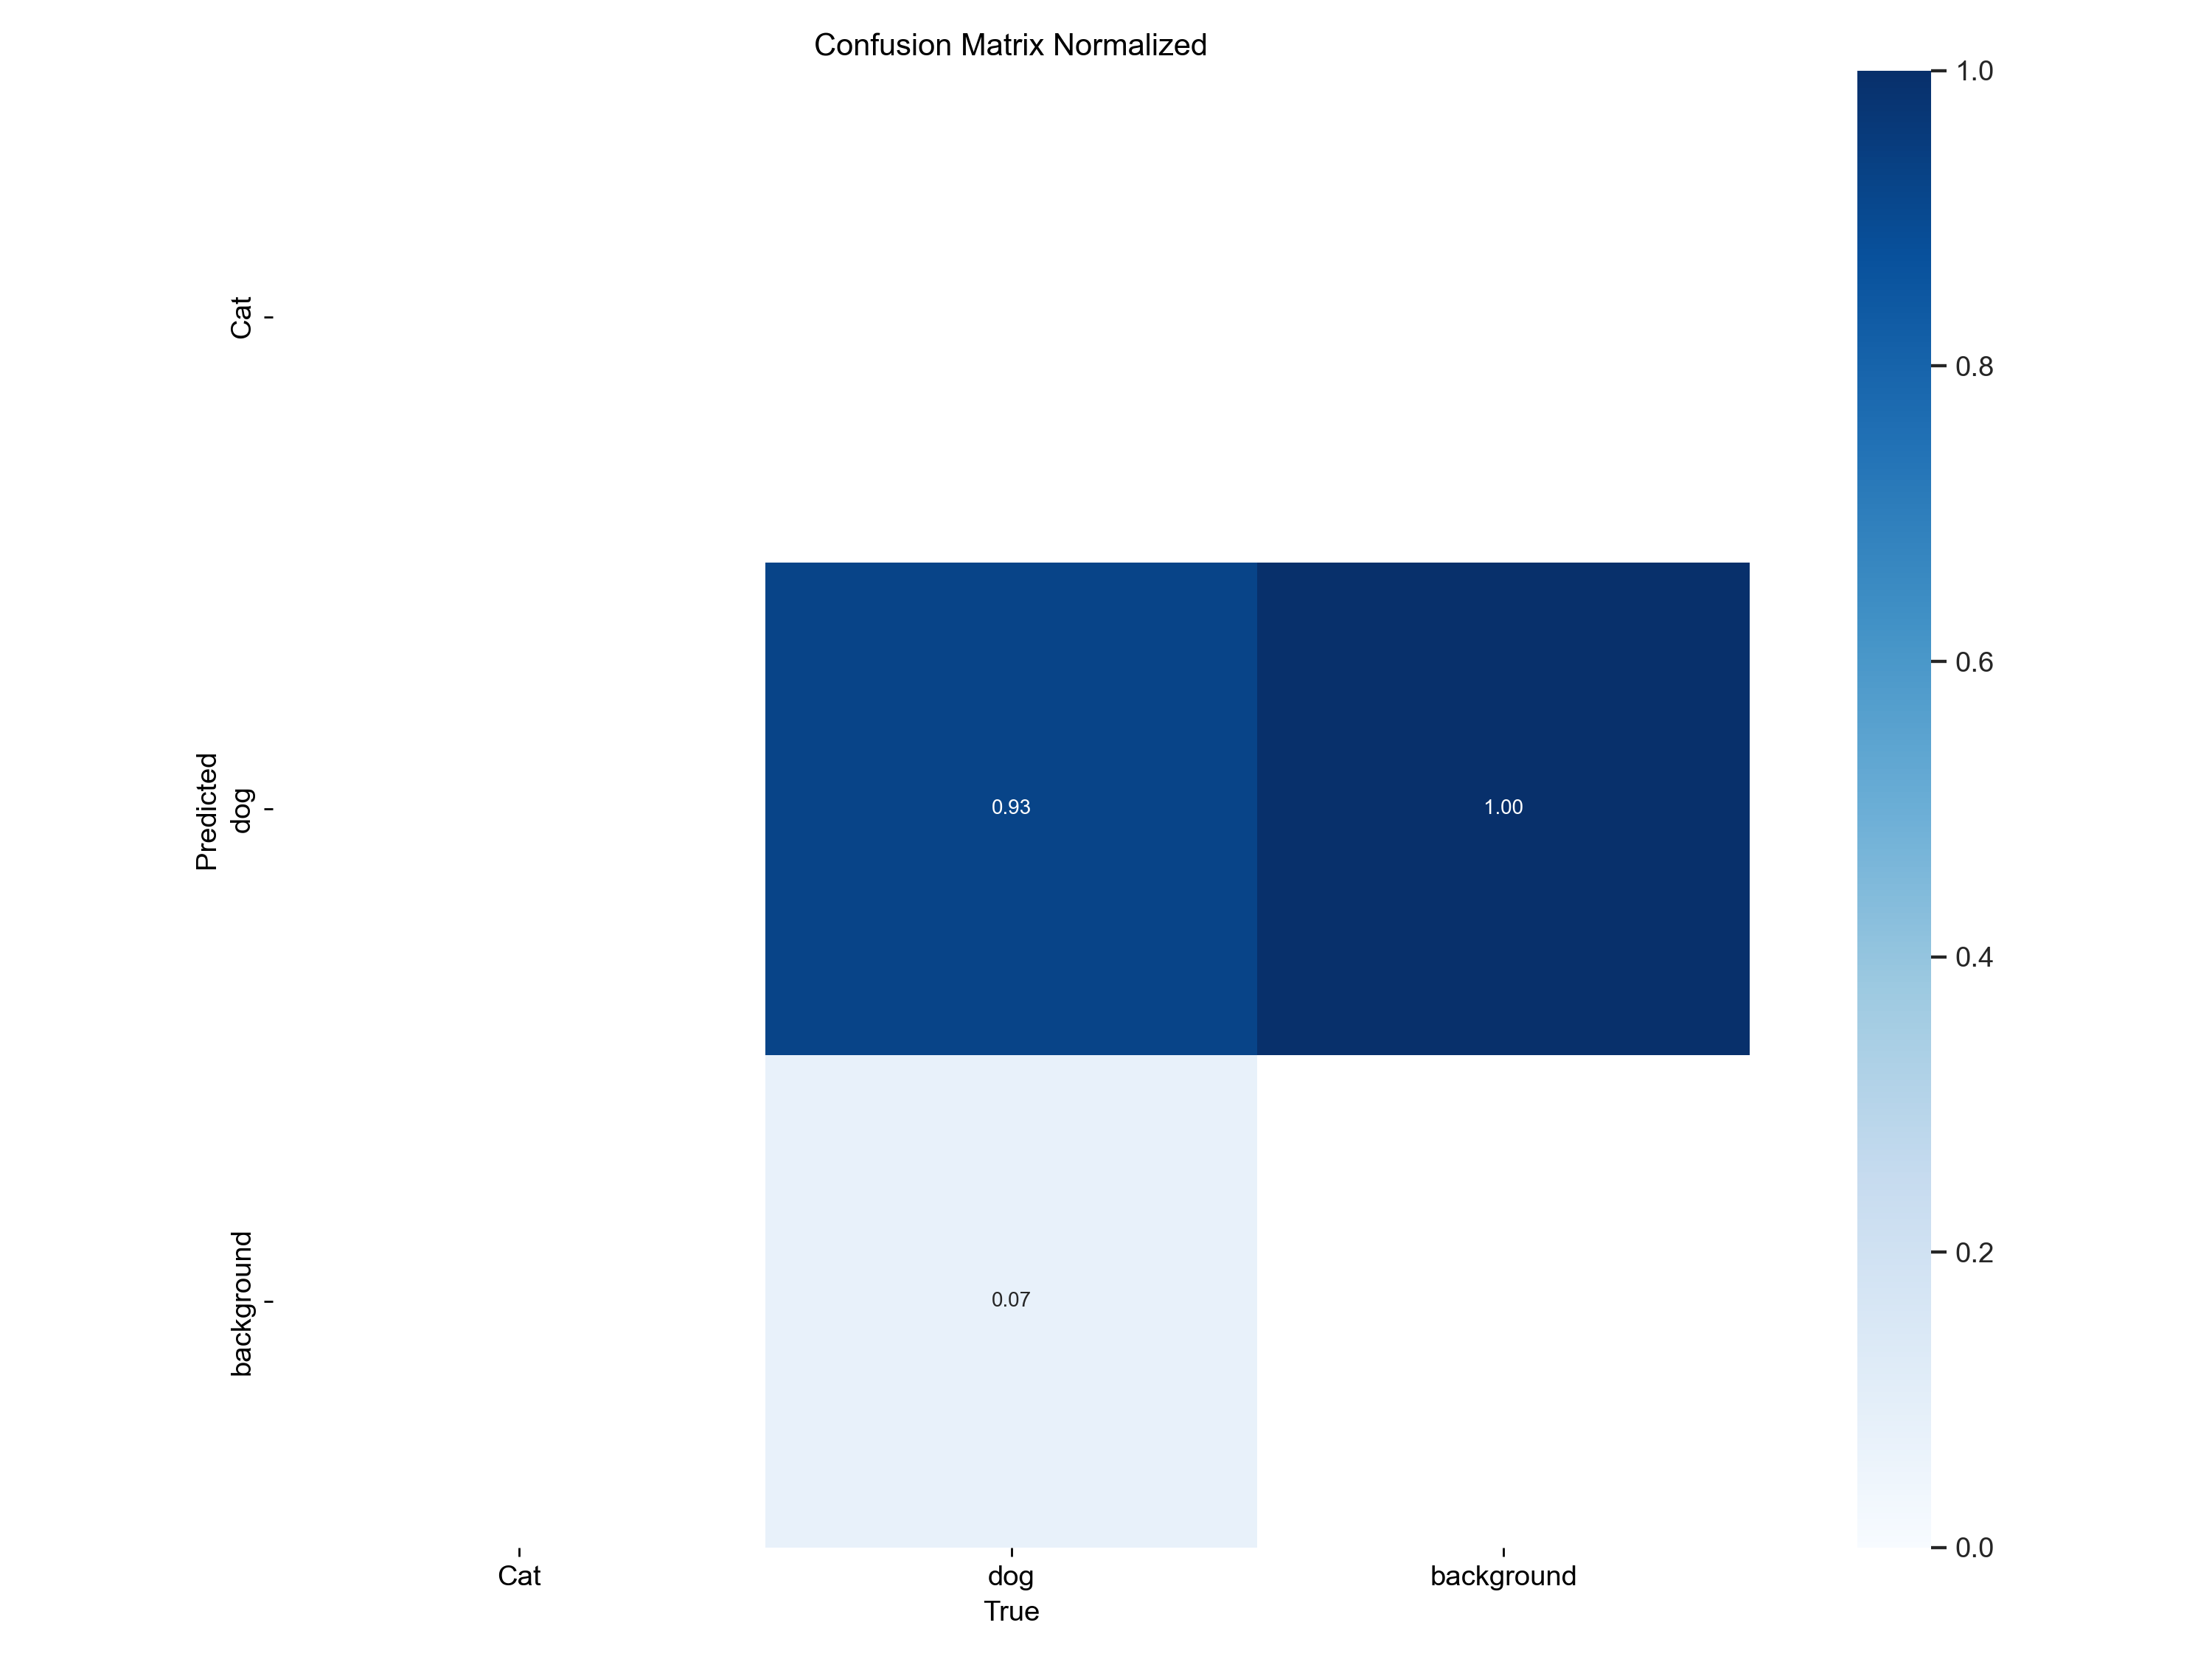 Confusion Matrix Normalized
1.0
0.8
0.6
0.4
0.2
0.0
Predicted
Cat
dog
background
0.93
1.00
0.07
Cat
dog
background
True